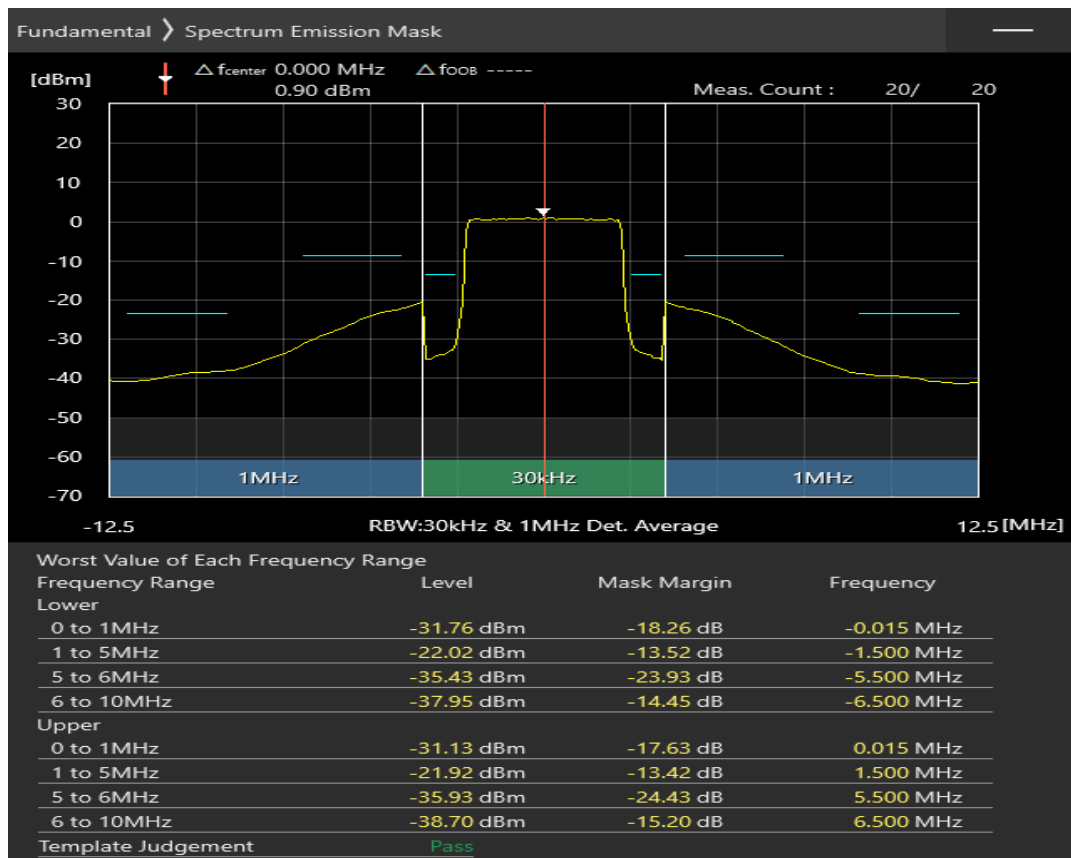 Fundamental ❯ Spectrum Emission Mask
[dBm] △ fcenter 0.000 MHz △ fOOB -----
0.90 dBm Meas. Count : 20/ 20
30
20
10
0
-10
-20
-30
-40
-50
-60
-70
1MHz 30kHz 1MHz
-12.5 RBW:30kHz & 1MHz Det. Average 12.5 [MHz]
Worst Value of Each Frequency Range
Frequency Range Level Mask Margin Frequency
Lower
0 to 1MHz -31.76 dBm -18.26 dB -0.015 MHz
1 to 5MHz -22.02 dBm -13.52 dB -1.500 MHz
5 to 6MHz -35.43 dBm -23.93 dB -5.500 MHz
6 to 10MHz -37.95 dBm -14.45 dB -6.500 MHz
Upper
0 to 1MHz -31.13 dBm -17.63 dB 0.015 MHz
1 to 5MHz -21.92 dBm -13.42 dB 1.500 MHz
5 to 6MHz -35.93 dBm -24.43 dB 5.500 MHz
6 to 10MHz -38.70 dBm -15.20 dB 6.500 MHz
Template Judgement Pass